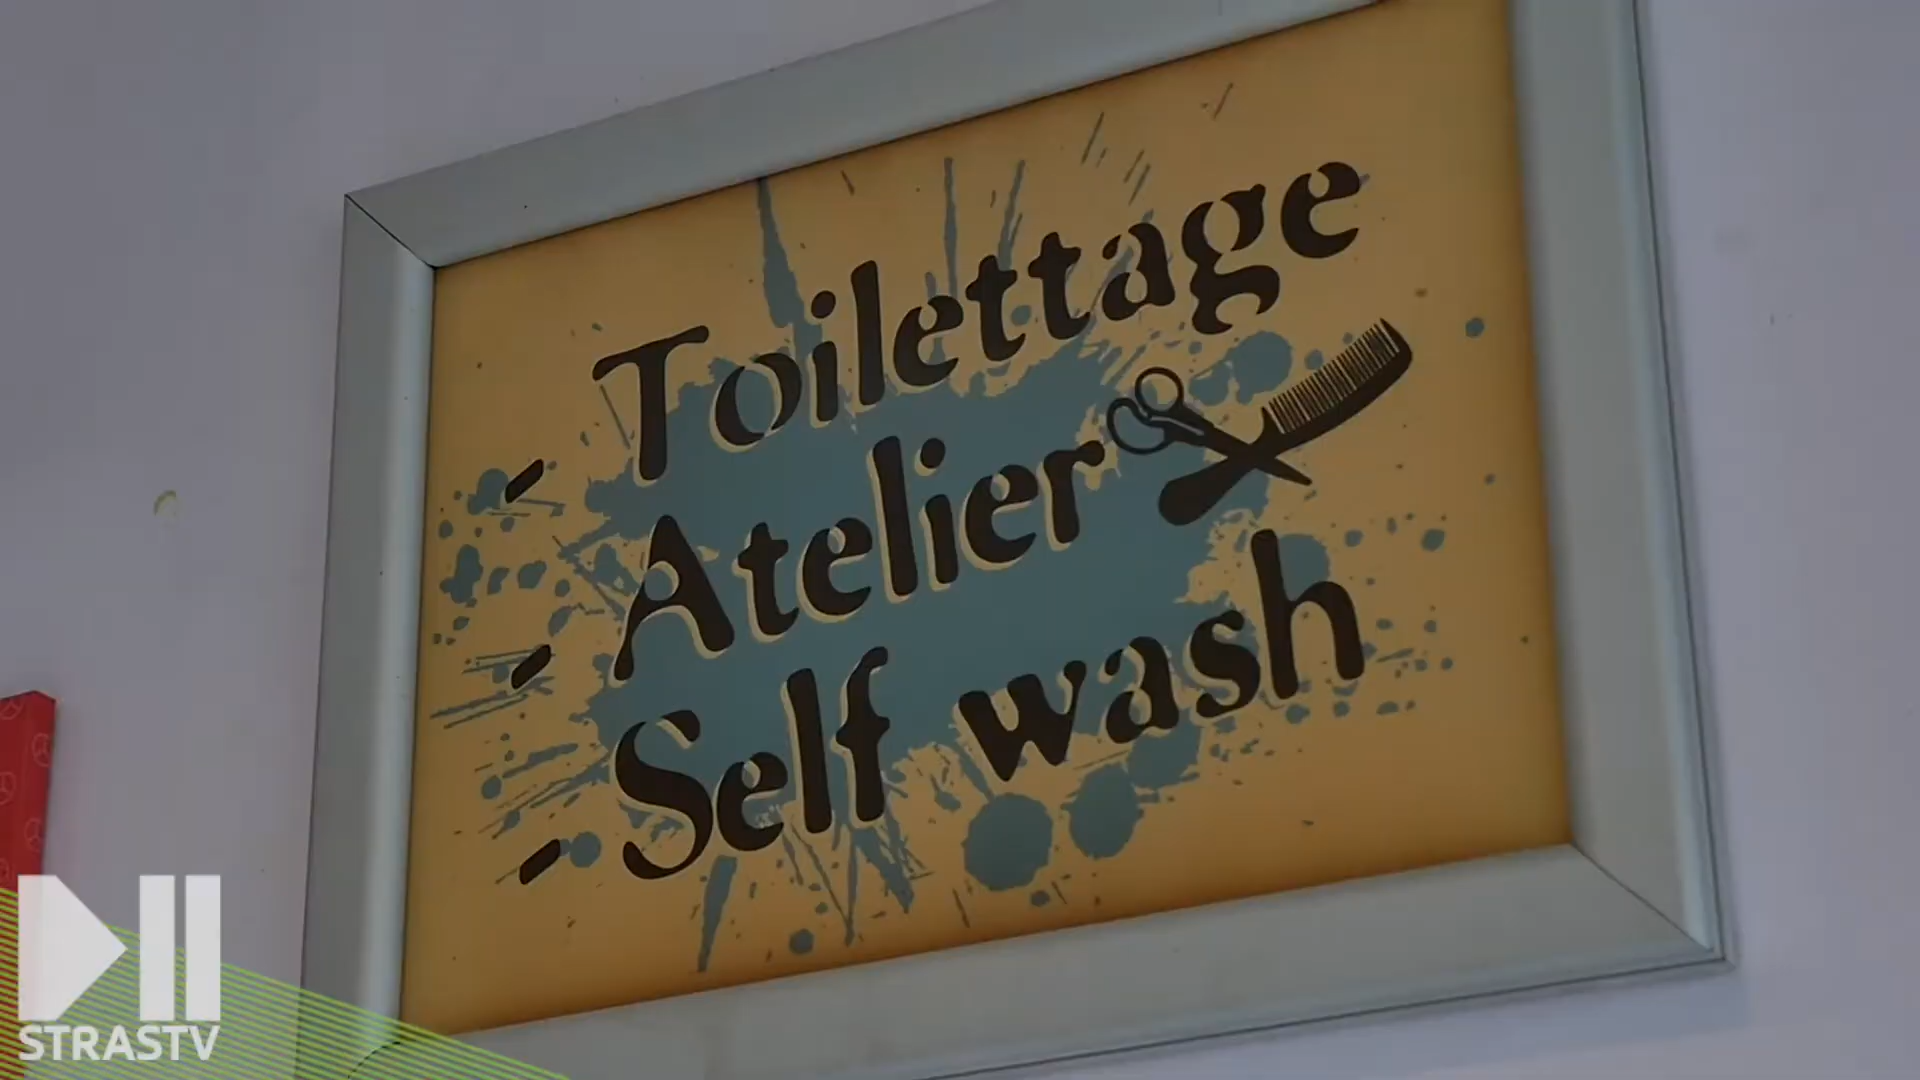 - Toilettage
- Atelier
- Self wash
STRASTV